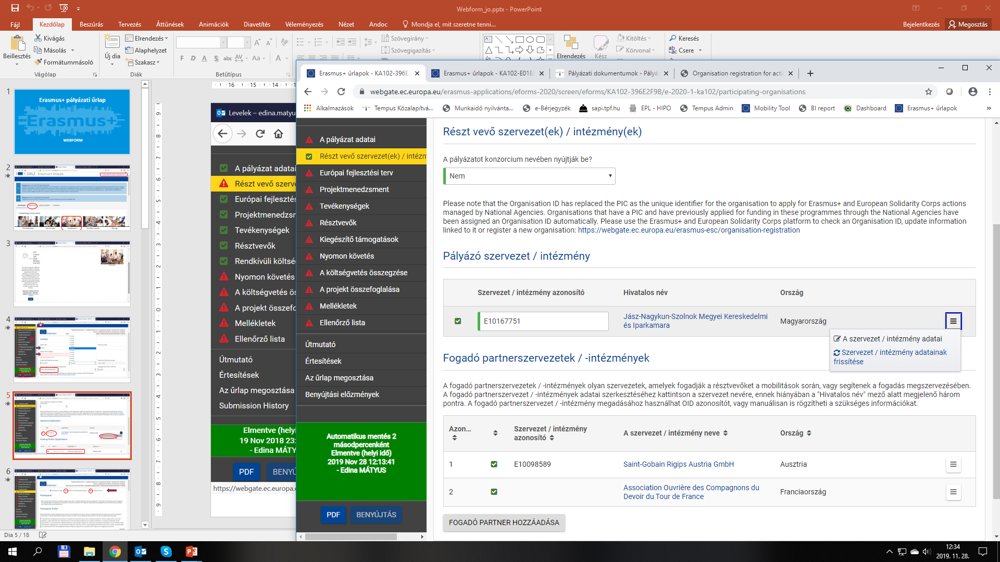 Webform_jo.pptx - PowerPoint
Fájl
Kezdőlap
Beszúrás
Tervezés
Áttűnések
Animációk
Diavetítés
Véleményezés
Nézet
Andoc
Mondja el, mit szeretne tenni...
Bejelentkezés
Megosztás
Beillesztés
Kivágás
Másolás
Formátummásoló
Vágólap
Új dia
Elrendezés
Alaphelyzet
Szakasz
Diák
Betűtípus
Szövegirány
Szövegigazítás
Elrendezés
Kész
Kitöltés
Körvonal
Keresés
Csere
1
Erasmus+ pályázati űrlap
Erasmus+
WEBFORM
2
3
4
5
6
Dia 5 / 18
Levelek – edina.matyu
A pályázat adatai
Részt vevő szerve
Európai fejlesztés
Projektmenedzsm
Tevékenységek
Résztvevők
Rendkívüli költsé
Nyomon követés
A költségvetés ös
A projekt összefo
Mellékletek
Ellenőrző lista
Útmutató
Értesítések
Az űrlap megosztása
Submission History
Elmentve (helyi
19 Nov 2018 23:
- Edina MÁTYU
PDF
BENYÚ
https://webgate.ec.europa.e
Erasmus+ űrlapok - KA102-396E2
Erasmus+ űrlapok - KA102-E01E0
Pályázati dokumentumok - Pályá
Organisation registration for acti
webgate.ec.europa.eu/erasmus-applications/eforms-2020/screen/eforms/KA102-396E2F9B/e-2020-1-ka102/participating-organisations
Alkalmazások
Tempus Közalapítvá...
Munkaidő nyilvánta...
e-Bérjegyzék
sapi.tpf.hu
EPL - HIPO
Tempus Admin
Mobility Tool
BI report
Dashboard
Erasmus+ űrlapok
A pályázat adatai
Részt vevő szervezet(ek) / intézm
Európai fejlesztési terv
Projektmenedzsment
Tevékenységek
Résztvevők
Kiegészítő támogatások
Nyomon követés
A költségvetés összegzése
A projekt összefoglalása
Mellékletek
Ellenőrző lista
Útmutató
Értesítések
Az űrlap megosztása
Benyújtási előzmények
Automatikus mentés 2
másodpercenként
Elmentve (helyi idő)
2019 Nov 28 12:13:41
- Edina MÁTYUS
PDF
BENYÚJTÁS
Részt vevő szervezet(ek) / intézmény(ek)
A pályázatot konzorcium nevében nyújtják be?
Nem
Please note that the Organisation ID has replaced the PIC as the unique identifier for the organisation to apply for Erasmus+ and European Solidarity Corps actions
managed by National Agencies. Organisations that have a PIC and have previously applied for funding in these programmes through the National Agencies have
been assigned an Organisation ID automatically. Please use the Erasmus+ and European Solidarity Corps platform to check an Organisation ID, update information
linked to it or register a new organisation: https://webgate.ec.europa.eu/erasmus-esc/organisation-registration
Pályázó szervezet / intézmény
Szervezet / intézmény azonosító
Hivatalos név
Ország
E10167751
Jász-Nagykun-Szolnok Megyei Kereskedelmi
és Iparkamara
Magyarország
A szervezet / intézmény adatai
Szervezet / intézmény adatainak
frissítése
Fogadó partnerszervezetek / -intézmények
A fogadó partnerszervezetek / -intézmények olyan szervezetek, amelyek fogadják a résztvevőket a mobilitások során, vagy segítenek a fogadás megszervezésében.
A fogadó partnerszervezet / -intézmények adatai szerkesztéséhez kattintson a szervezet nevére, ennek hiányában a "Hivatalos név" mező alatt megjelenő három
pontra. A fogadó partnerszervezet / -intézmény megadásához használhat OID azonosítót, vagy manuálisan is rögzítheti a szükséges információkat.
Azon...
Szervezet / intézmény
azonosító
A szervezet / intézmény neve
Ország
1
E10098589
Saint-Gobain Rigips Austria GmbH
Ausztria
2
Association Ouvrière des Compagnons du
Devoir du Tour de France
Franciaország
FOGADÓ PARTNER HOZZÁADÁSA
12:34
2019. 11. 28.